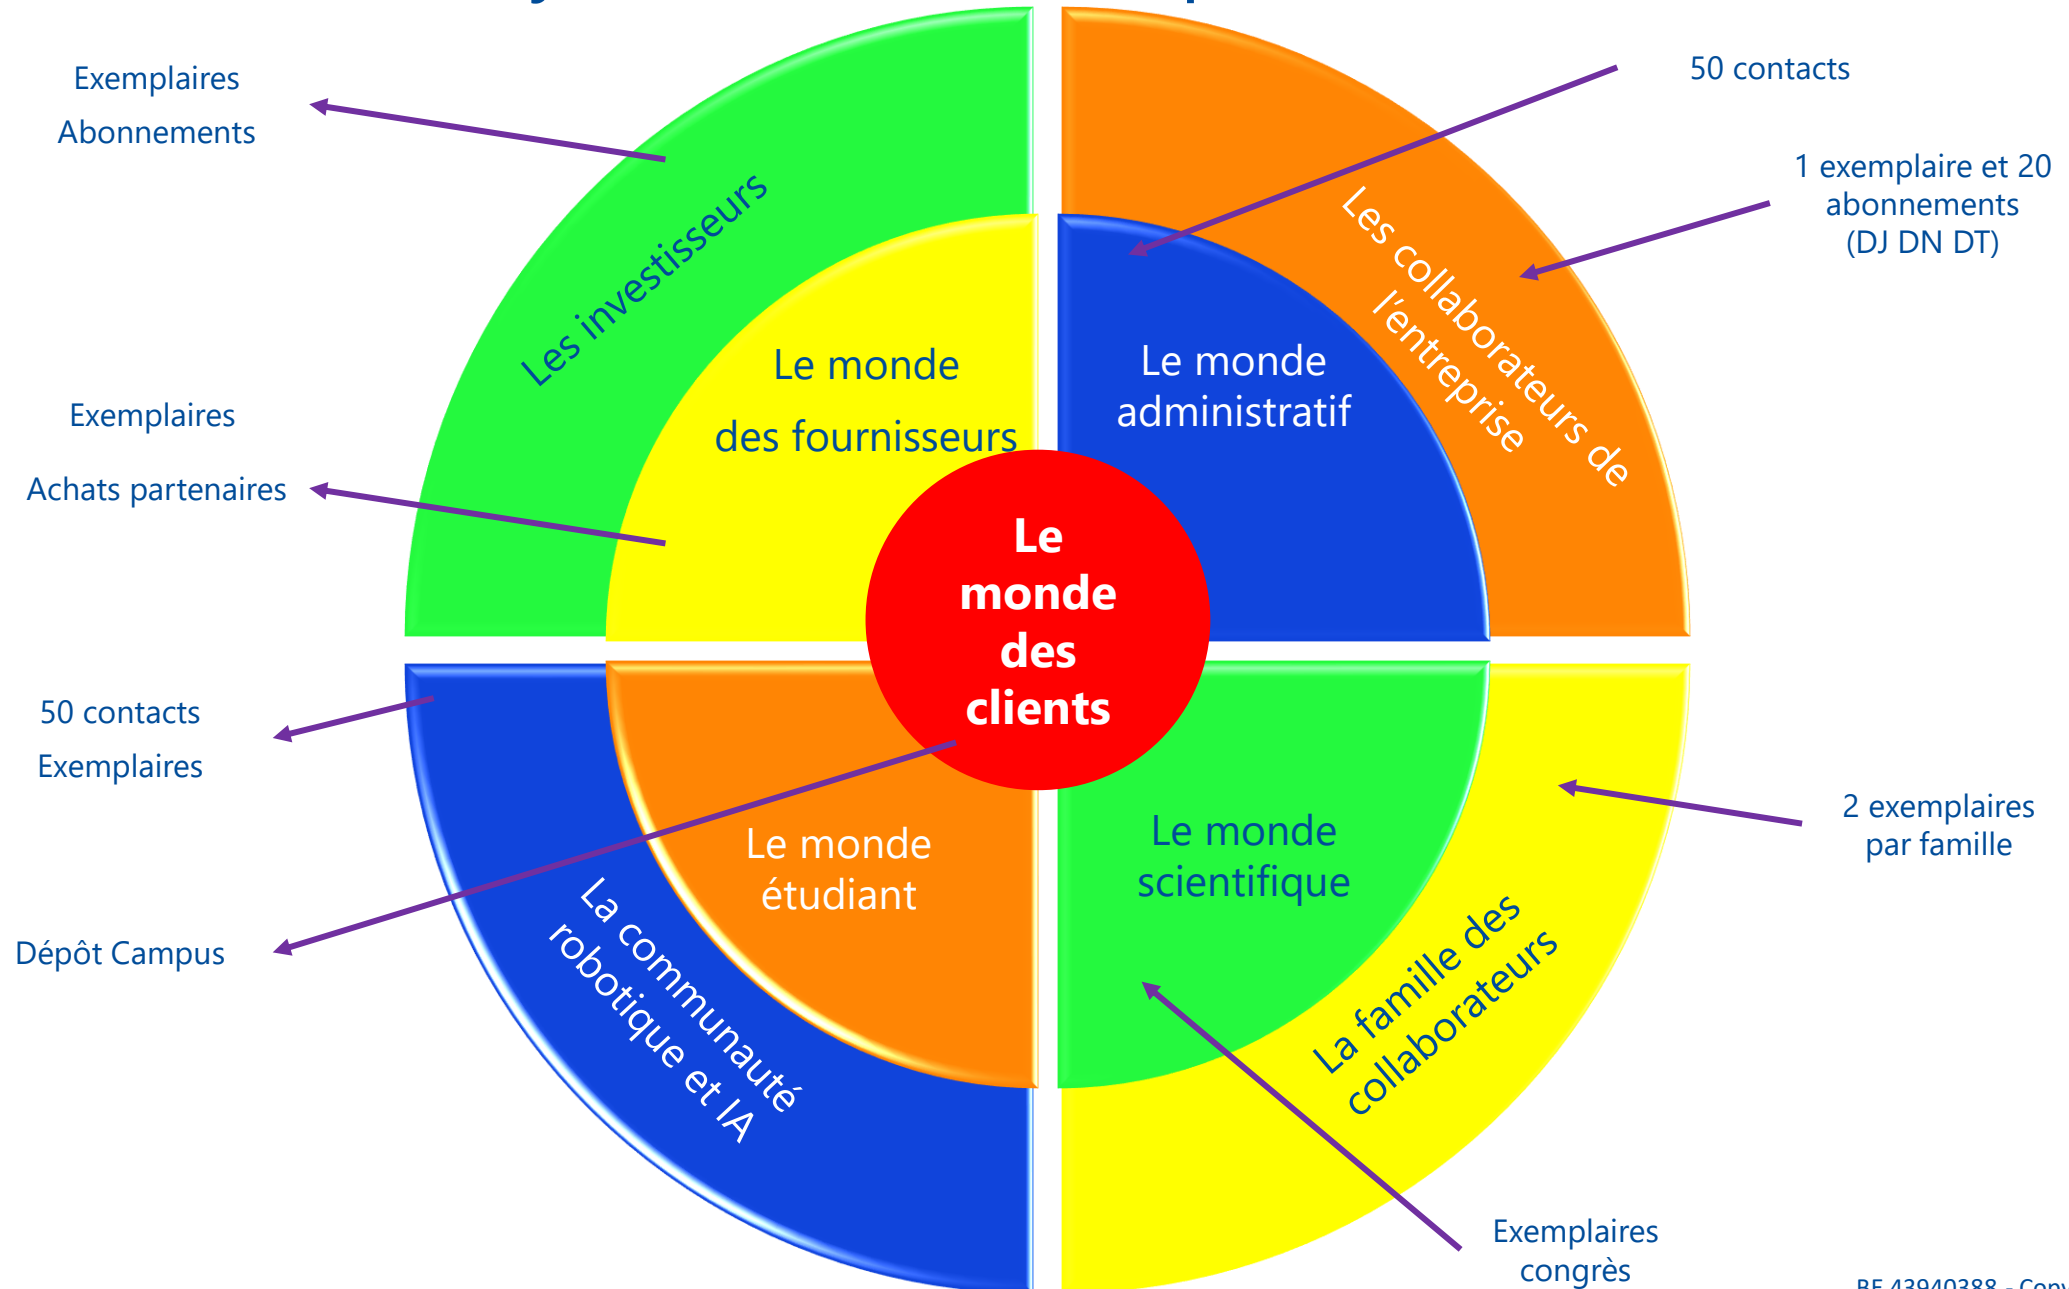 Exemplaires
Abonnements
50 contacts
1 exemplaire et 20
abonnements
(DJ DN DT)
Les investisseurs
Les collaborateurs de
l’entreprise
Le monde
des fournisseurs
Le monde
administratif
Exemplaires
Achats partenaires
Le
monde
des
clients
50 contacts
Exemplaires
Le monde
étudiant
Le monde
scientifique
2 exemplaires
par famille
Dépôt Campus
La communauté
robotique et IA
La famille des
collaborateurs
Exemplaires
congrès